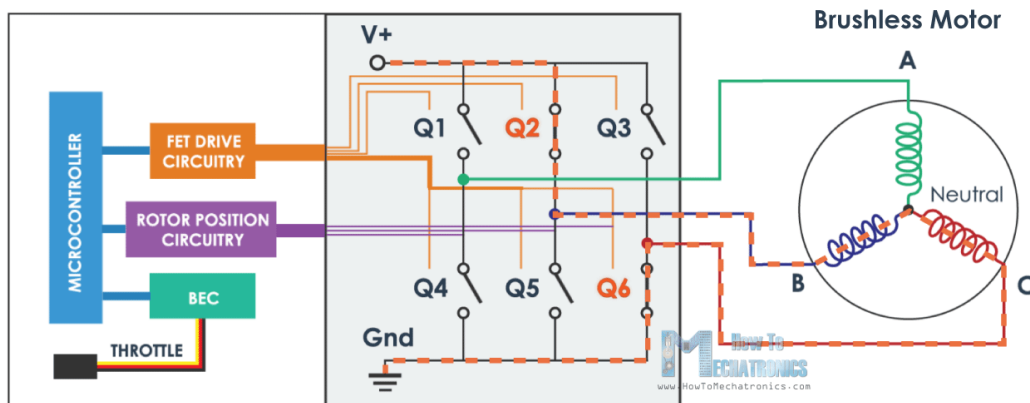 Brushless Motor
V+
A
MICROCONTROLLER
FET DRIVE
CIRCUITRY
Q1
Q2
Q3
ROTOR POSITION
CIRCUITRY
Neutral
B
C
BEC
Q4
Q5
Q6
THROTTLE
Gnd
How To
MECHATRONICS
www.HowToMechatronics.com